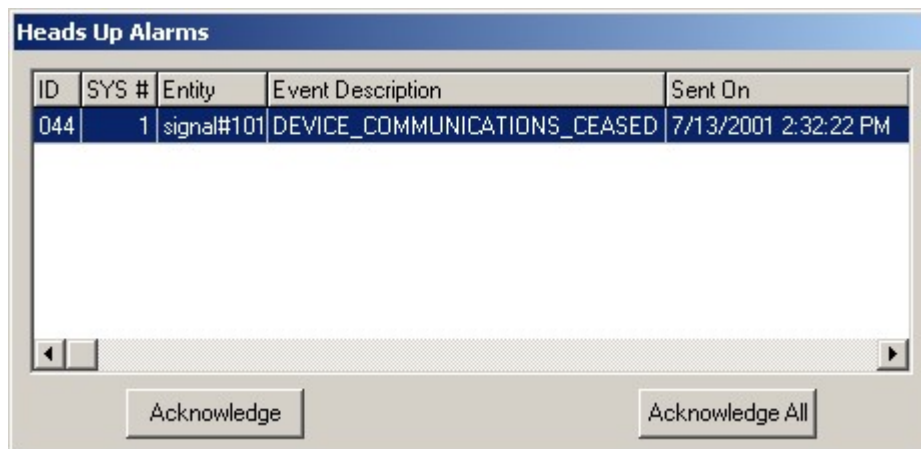 Heads Up Alarms
ID SYS # Entity Event Description Sent On
044 1 signal#101 DEVICE_COMMUNICATIONS_CEASED 7/13/2001 2:32:22 PM
Acknowledge Acknowledge All